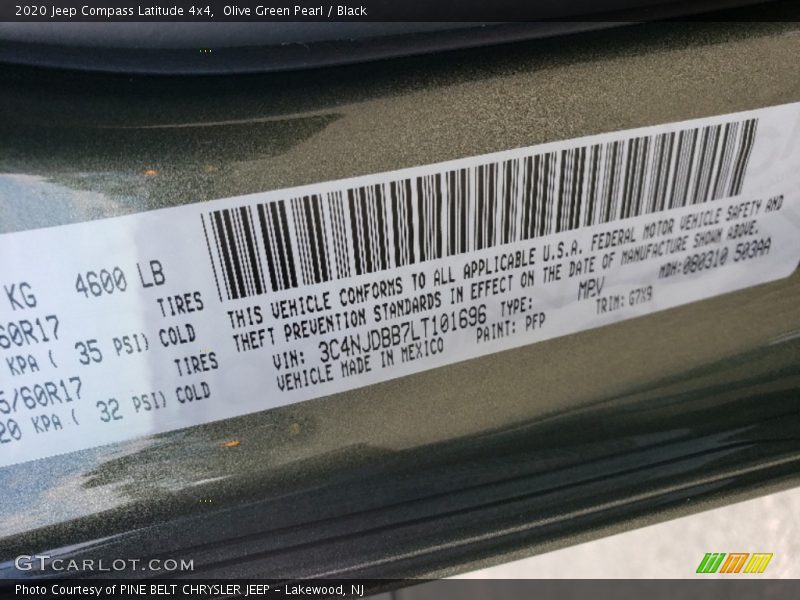 2020 Jeep Compass Latitude 4x4, Olive Green Pearl / Black
KG 4600 LB
60R17 TIRES
KPA ( 35 PSI) COLD
5/60R17 TIRES
20 KPA ( 32 PSI) COLD
THIS VEHICLE CONFORMS TO ALL APPLICABLE U.S.A. FEDERAL MOTOR VEHICLE SAFETY AND
THEFT PREVENTION STANDARDS IN EFFECT ON THE DATE OF MANUFACTURE SHOWN ABOVE.
VIN: 3C4NJDBB7LT101696 TYPE: MPV MDH:080310 503AA
VEHICLE MADE IN MEXICO PAINT: PFP TRIM: G7X9
GTCARLOT.COM
Photo Courtesy of PINE BELT CHRYSLER JEEP - Lakewood, NJ